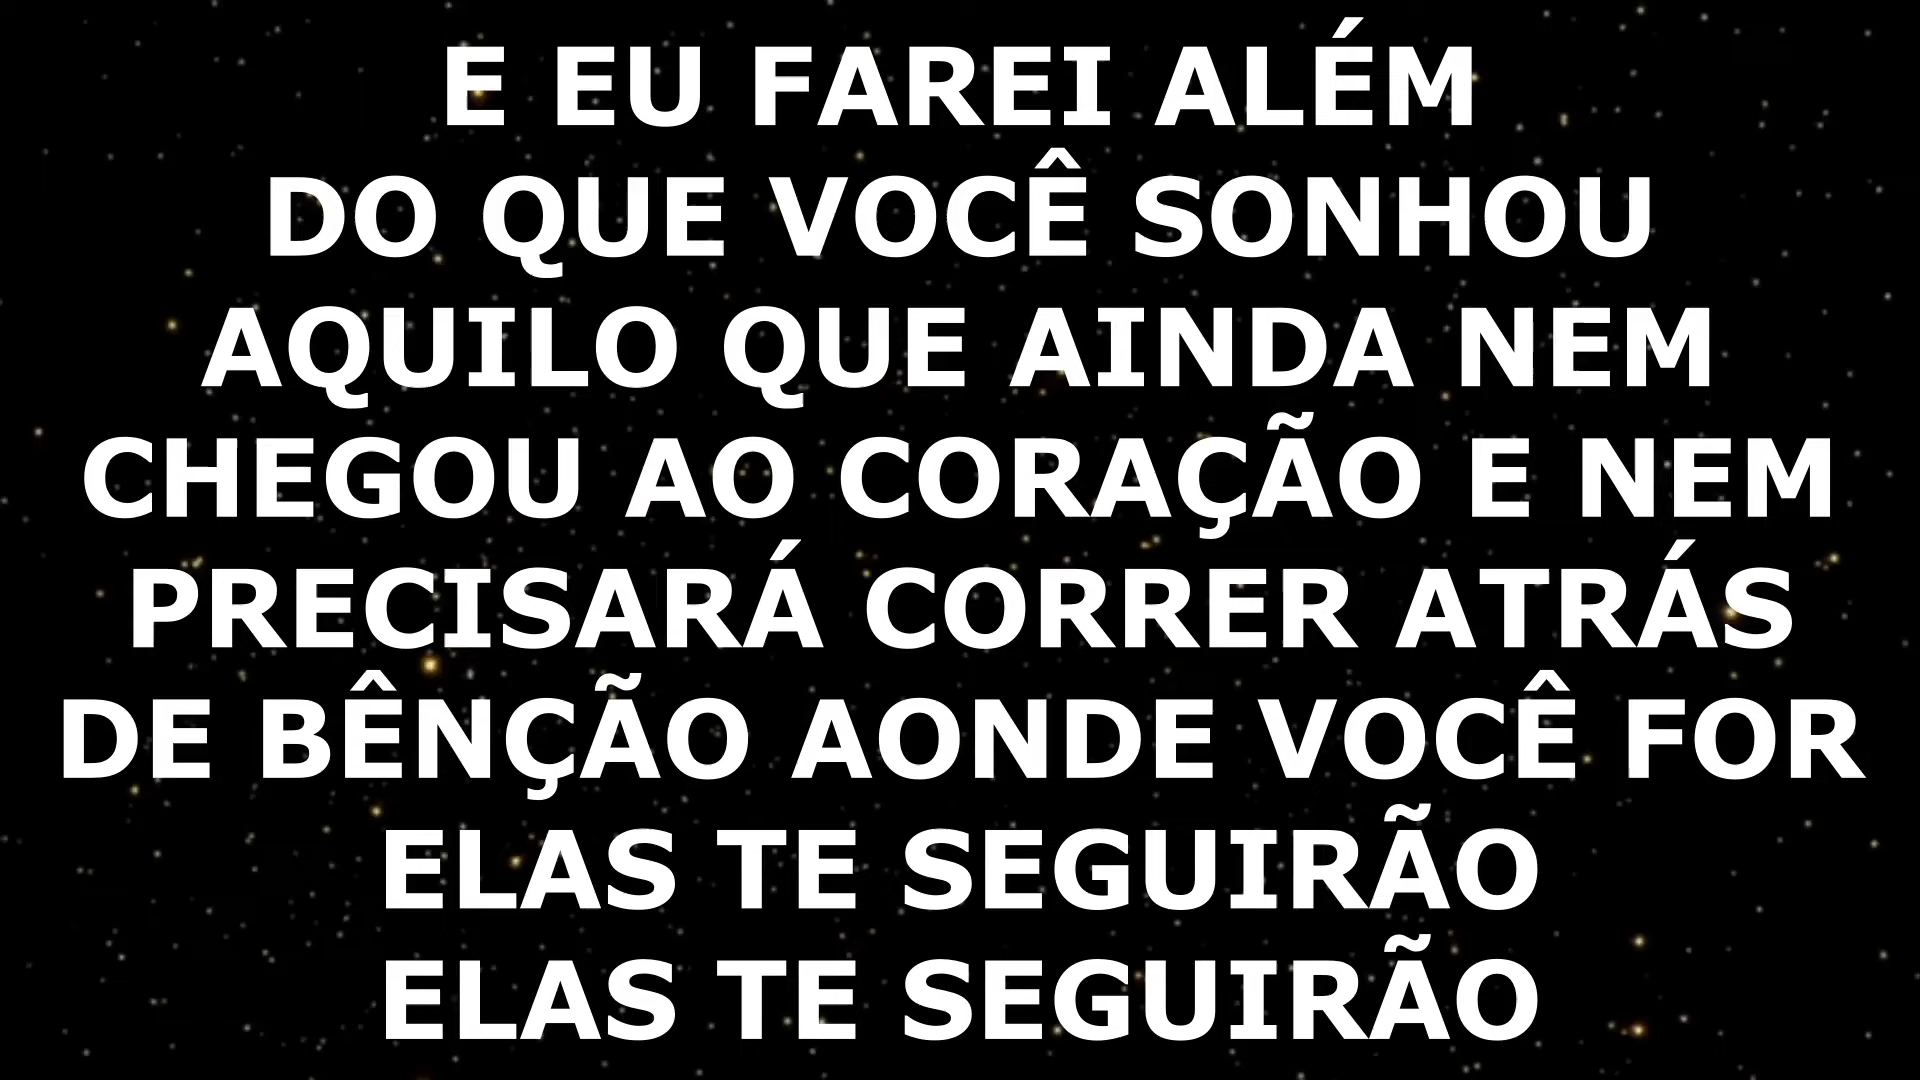 E EU FAREI ALÉM
DO QUE VOCÊ SONHOU
AQUILO QUE AINDA NEM
CHEGOU AO CORAÇÃO E NEM
PRECISARÁ CORRER ATRÁS
DE BÊNÇÃO AONDE VOCÊ FOR
ELAS TE SEGUIRÃO
ELAS TE SEGUIRÃO